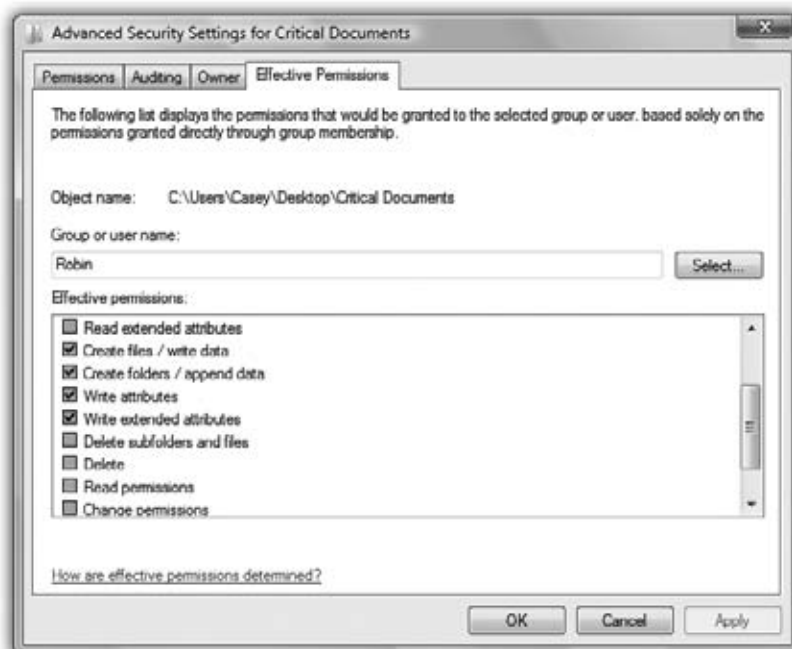 Advanced Security Settings for Critical Documents
Permissions Auditing Owner Effective Permissions
The following list displays the permissions that would be granted to the selected group or user, based solely on the
permissions granted directly through group membership.
Object name: C:\Users\Casey\Desktop\Critical Documents
Group or user name:
Robin
Select...
Effective permissions:
Read extended attributes
Create files / write data
Create folders / append data
Write attributes
Write extended attributes
Delete subfolders and files
Delete
Read permissions
Change permissions
How are effective permissions determined?
OK Cancel Apply